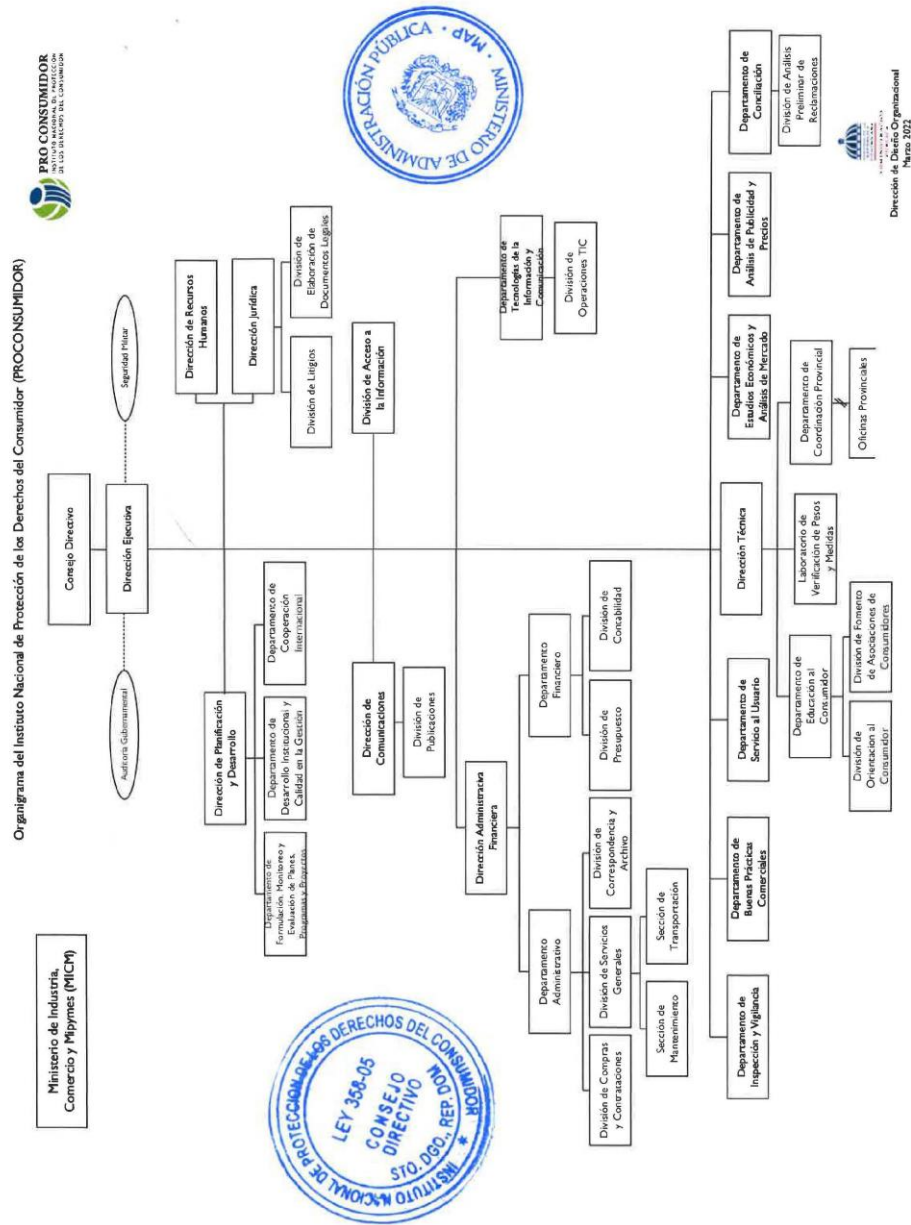 Organigrama del Instituto Nacional de Protección de los Derechos del Consumidor (PROCONSUMIDOR)
PRO CONSUMIDOR
INSTITUTO NACIONAL DE PROTECCIÓN
DE LOS DERECHOS DEL CONSUMIDOR
Ministerio de Industria,
Comercio y Mipymes (MICM)
Consejo Directivo
Auditoría Gubernamental
Dirección Ejecutiva
Seguridad Militar
Dirección de Planificación
y Desarrollo
Departamento de
Formulación, Monitoreo y
Evaluación de Planes,
Programas y Proyectos
Departamento de
Desarrollo Institucional y
Calidad en la Gestión
Departamento de
Cooperación
Internacional
Dirección de Recursos
Humanos
Dirección Jurídica
División de Litigios
División de
Elaboración de
Documentos Legales
Dirección de
Comunicaciones
División de
Publicaciones
División de Acceso a
la Información
Dirección Administrativa
Financiera
Departamento
Administrativo
Departamento
Financiero
División de Compras
y Contrataciones
División de Servicios
Generales
División de
Correspondencia y
Archivo
División de
Presupuesto
División de
Contabilidad
Sección de
Mantenimiento
Sección de
Transportación
Departamento de
Tecnologías de la
Información y
Comunicación
División de
Operaciones TIC
Departamento de
Inspección y Vigilancia
Departamento de
Buenas Prácticas
Comerciales
Departamento de
Servicio al Usuario
Dirección Técnica
Departamento de
Estudios Económicos y
Análisis de Mercado
Departamento de
Análisis de Publicidad y
Precios
Departamento de
Conciliación
División de Análisis
Preliminar de
Reclamaciones
Departamento de
Educación al
Consumidor
Laboratorio de
Verificación de Pesos
y Medidas
Departamento de
Coordinación Provincial
División de
Orientacion al
Consumidor
División de Fomento
de Asociaciones de
Consumidores
Oficinas Provinciales
INSTITUTO NACIONAL DE PROTECCION DE LOS DERECHOS DEL CONSUMIDOR
LEY 358-05
CONSEJO
DIRECTIVO
STO. DGO., REP. DOM.
MINISTERIO DE ADMINISTRACIÓN PÚBLICA · MAP ·
Dirección de Diseño Organizacional
Marzo 2022